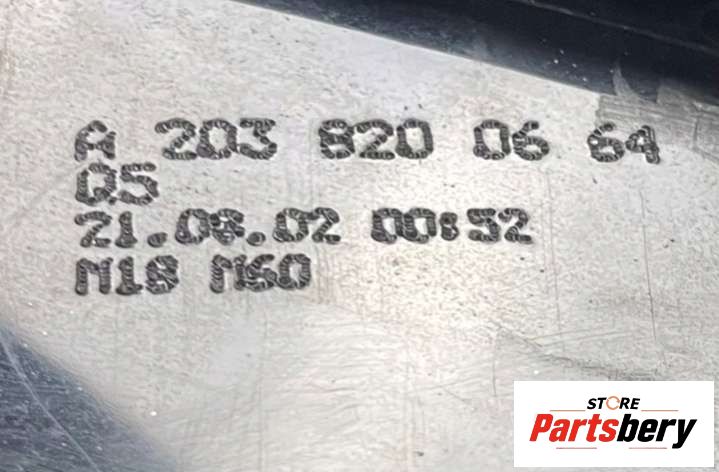 A 203 820 06 64
Q5
21.08.02 00:52
M18 M60
STORE
Partsbery